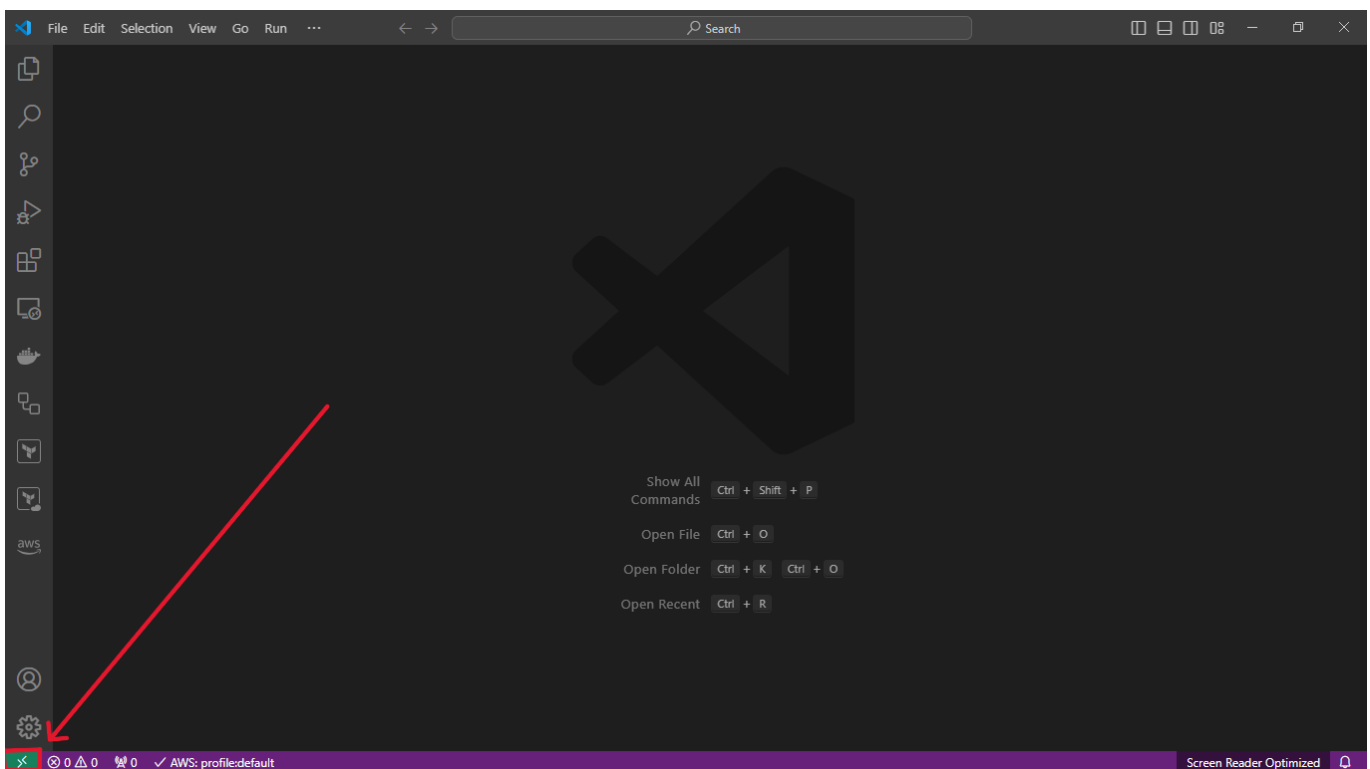 File Edit Selection View Go Run ···
Search
aws
Show All
Commands Ctrl + Shift + P
Open File Ctrl + O
Open Folder Ctrl + K Ctrl + O
Open Recent Ctrl + R
0 0 0 AWS: profile:default Screen Reader Optimized